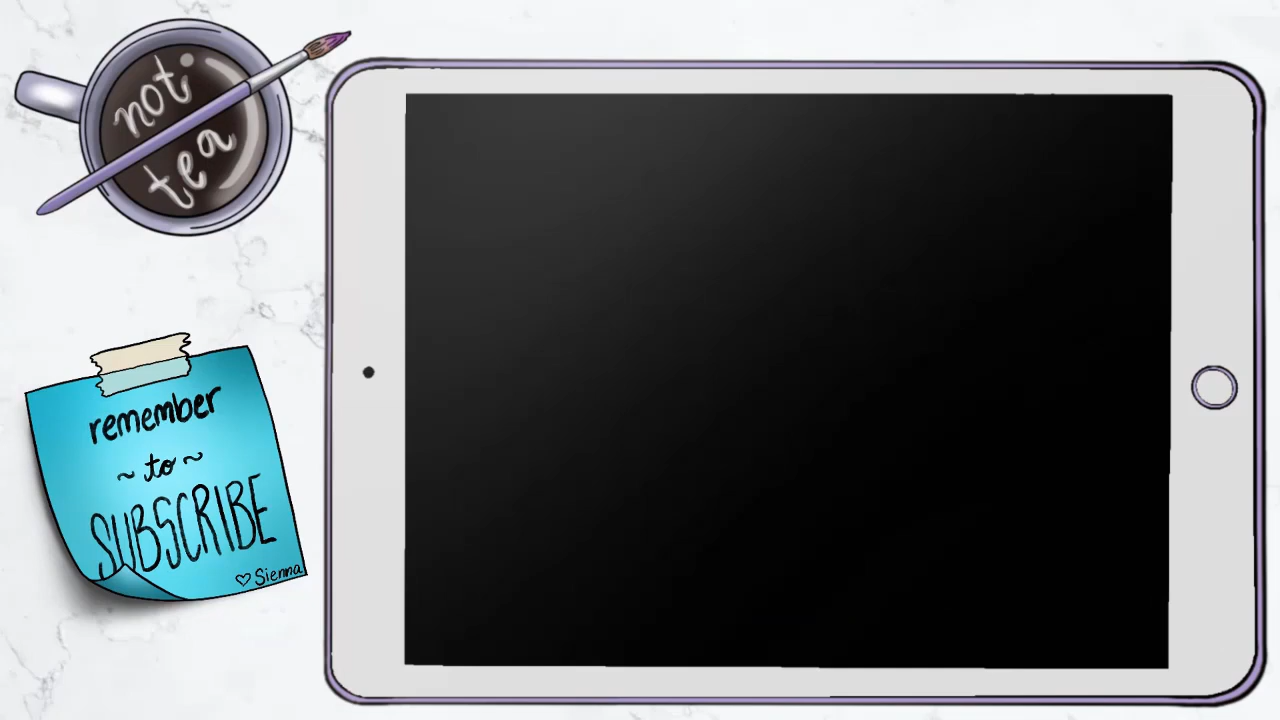 not
tea
remember
~ to ~
SUBSCRIBE
♡ Sienna